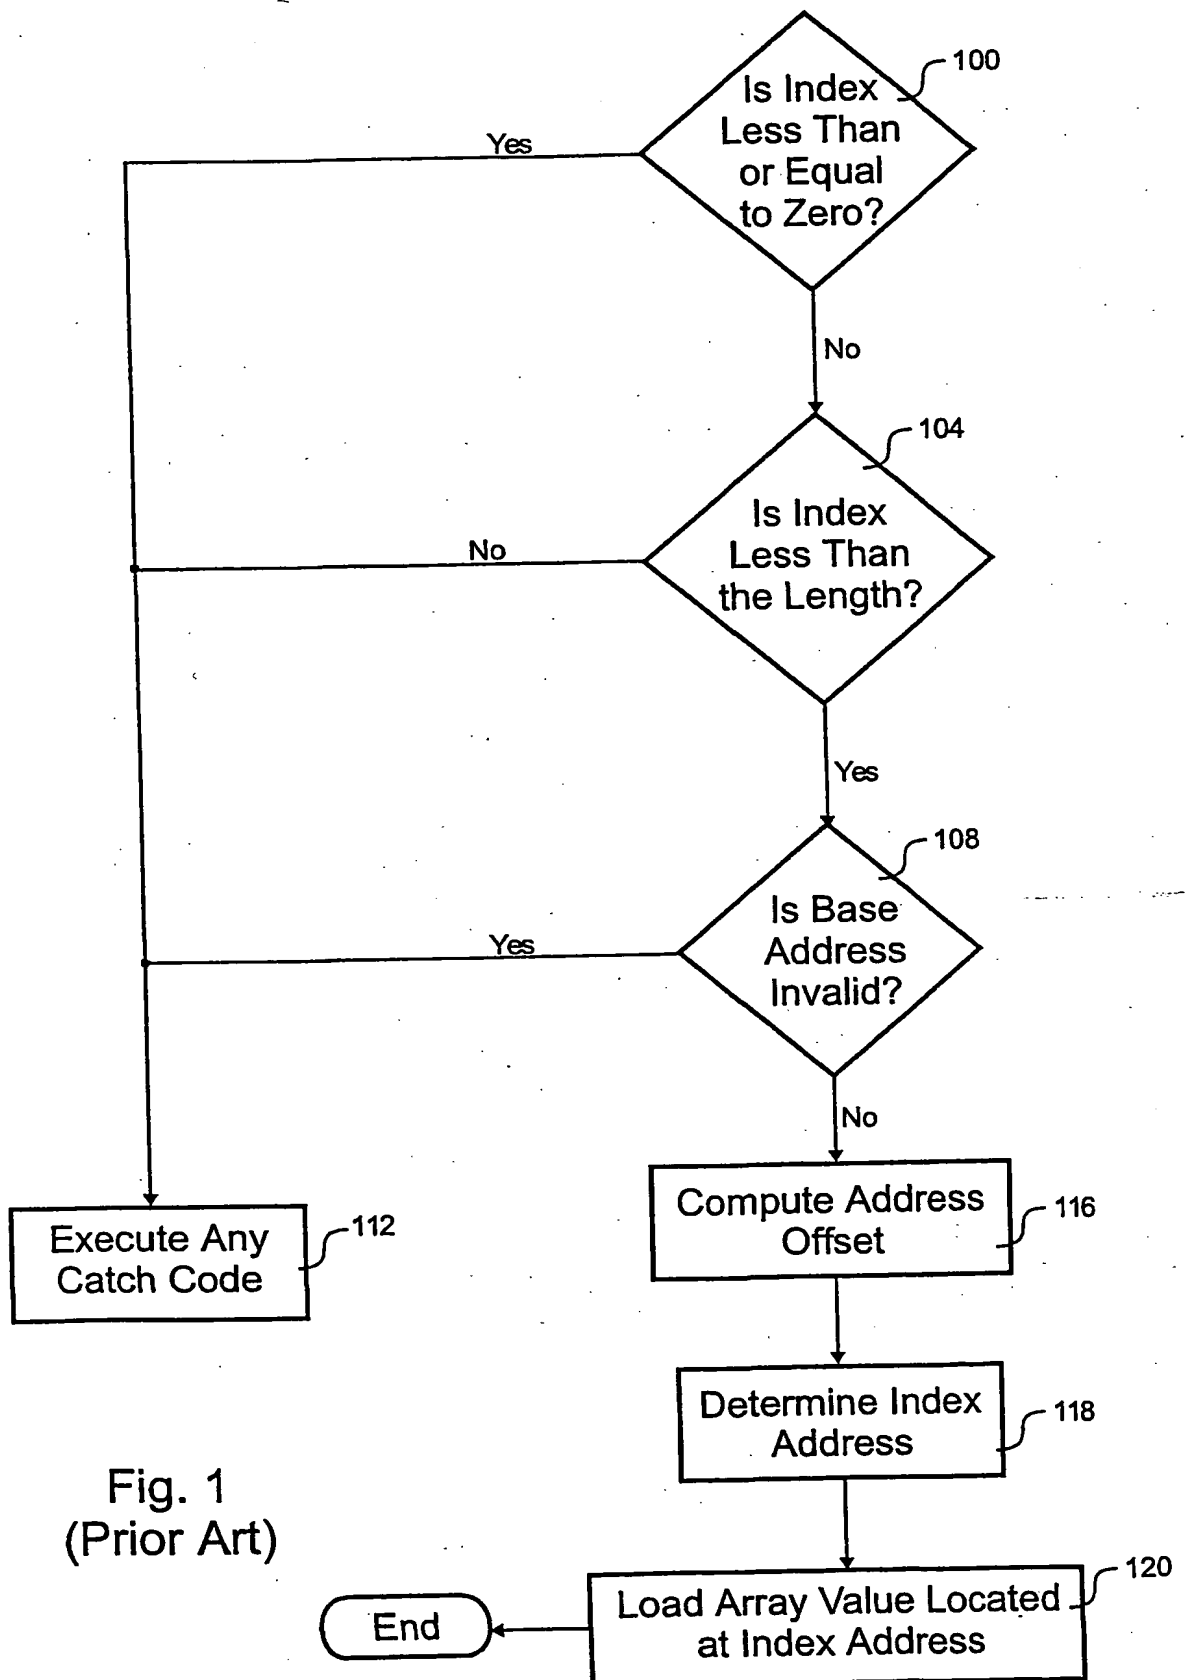 100
Is Index
Less Than
or Equal
to Zero?
Yes
No
104
Is Index
Less Than
the Length?
No
Yes
108
Is Base
Address
Invalid?
Yes
No
Compute Address
Offset
116
Execute Any
Catch Code
112
Determine Index
Address
118
Fig. 1
(Prior Art)
Load Array Value Located
at Index Address
120
End